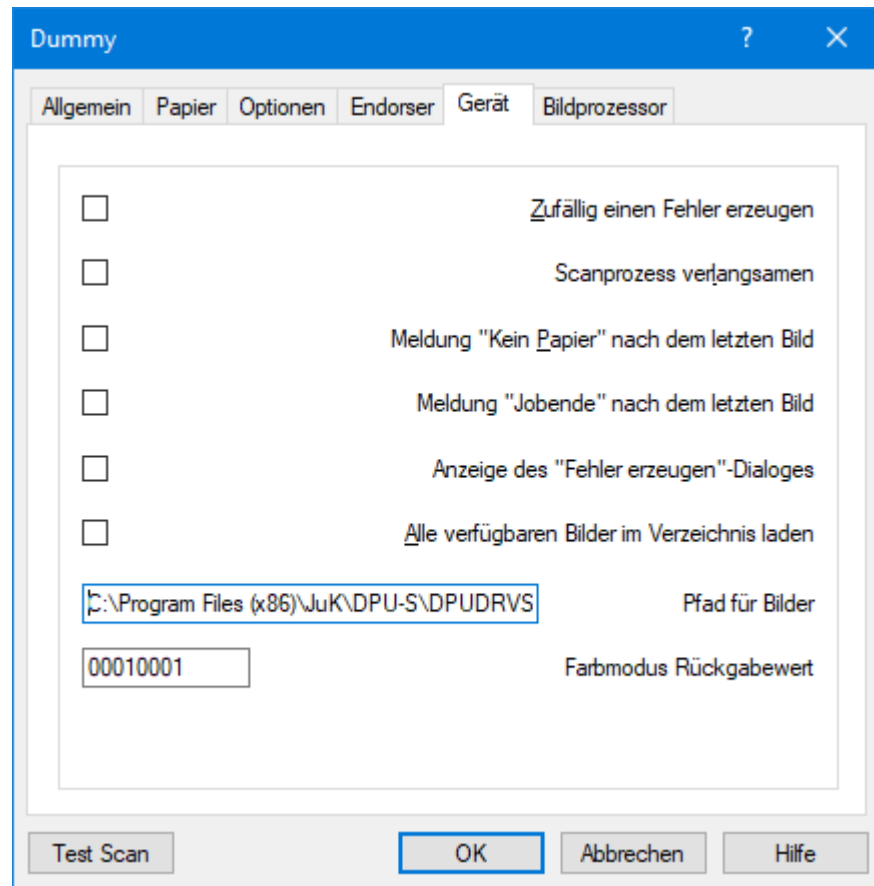 Dummy ? ×
Allgemein Papier Optionen Endorser Gerät Bildprozessor
Zufällig einen Fehler erzeugen
Scanprozess verlangsamen
Meldung "Kein Papier" nach dem letzten Bild
Meldung "Jobende" nach dem letzten Bild
Anzeige des "Fehler erzeugen"-Dialoges
Alle verfügbaren Bilder im Verzeichnis laden
C:\Program Files (x86)\JuK\DPU-S\DPUDRVS Pfad für Bilder
00010001 Farbmodus Rückgabewert
Test Scan OK Abbrechen Hilfe